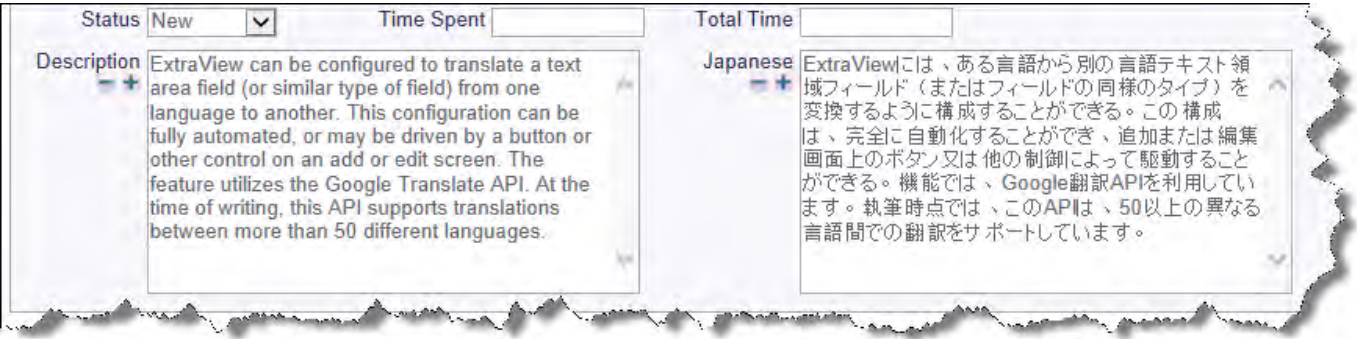 Status New Time Spent Total Time
Description
ExtraView can be configured to translate a text
area field (or similar type of field) from one
language to another. This configuration can be
fully automated, or may be driven by a button or
other control on an add or edit screen. The
feature utilizes the Google Translate API. At the
time of writing, this API supports translations
between more than 50 different languages.
Japanese
ExtraViewには、ある言語から別の言語テキスト領
域フィールド（またはフィールドの同様のタイプ）を
変換するように構成することができる。この構成
は、完全に自動化することができ、追加または編集
画面上のボタン又は他の制御によって駆動すること
ができる。機能では、Google翻訳APIを利用してい
ます。執筆時点では、このAPIは、50以上の異なる
言語間での翻訳をサポートしています。